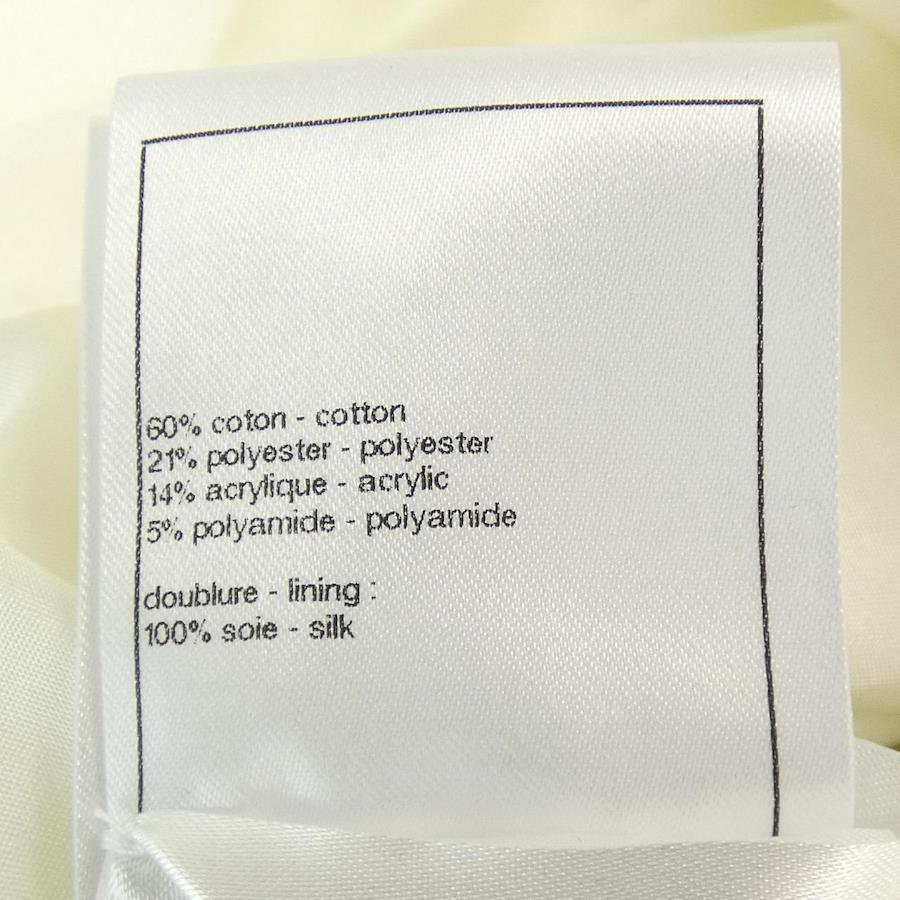 60% coton - cotton
21% polyester - polyester
14% acrylique - acrylic
5% polyamide - polyamide
doublure - lining :
100% soie - silk